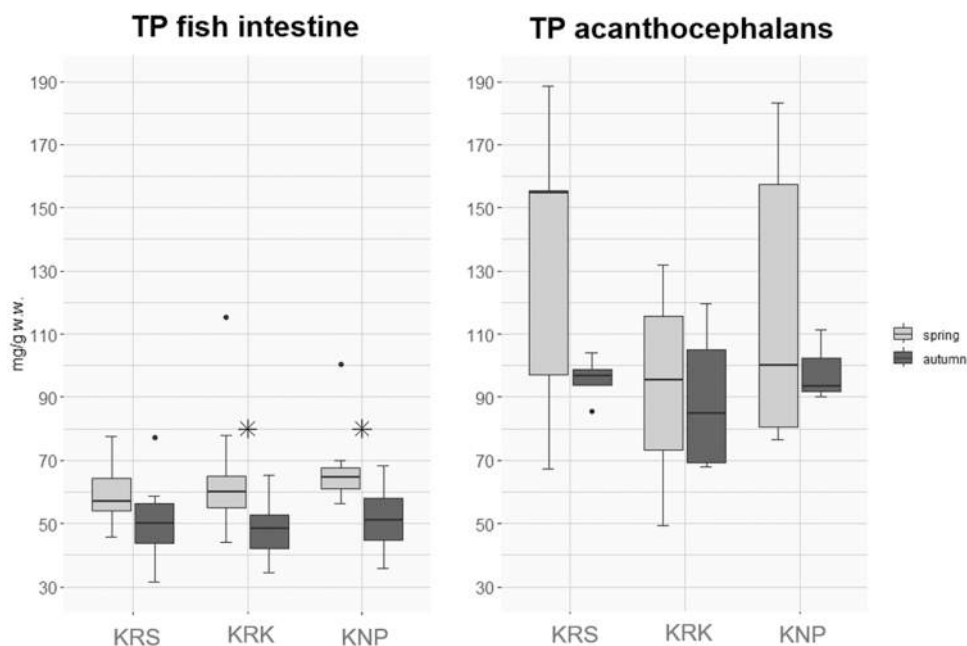 TP fish intestine
TP acanthocephalans
mg/g w.w.
190
170
150
130
110
90
70
50
30
KRS KRK KNP
190
170
150
130
110
90
70
50
30
KRS KRK KNP
spring
autumn